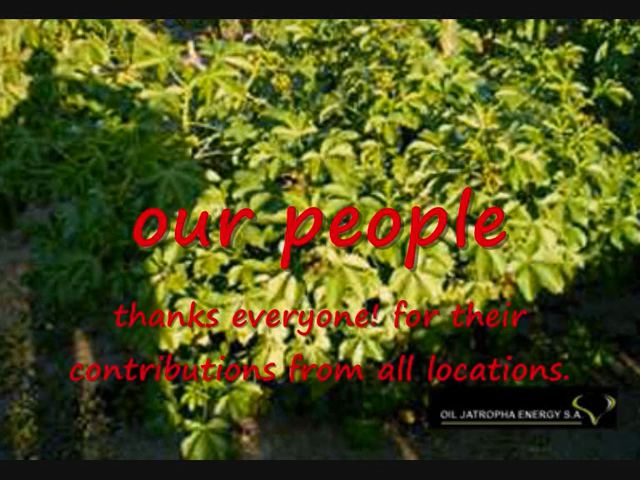 our people
thanks everyone! for their
contributions from all locations.
OIL JATROPHA ENERGY S.A.